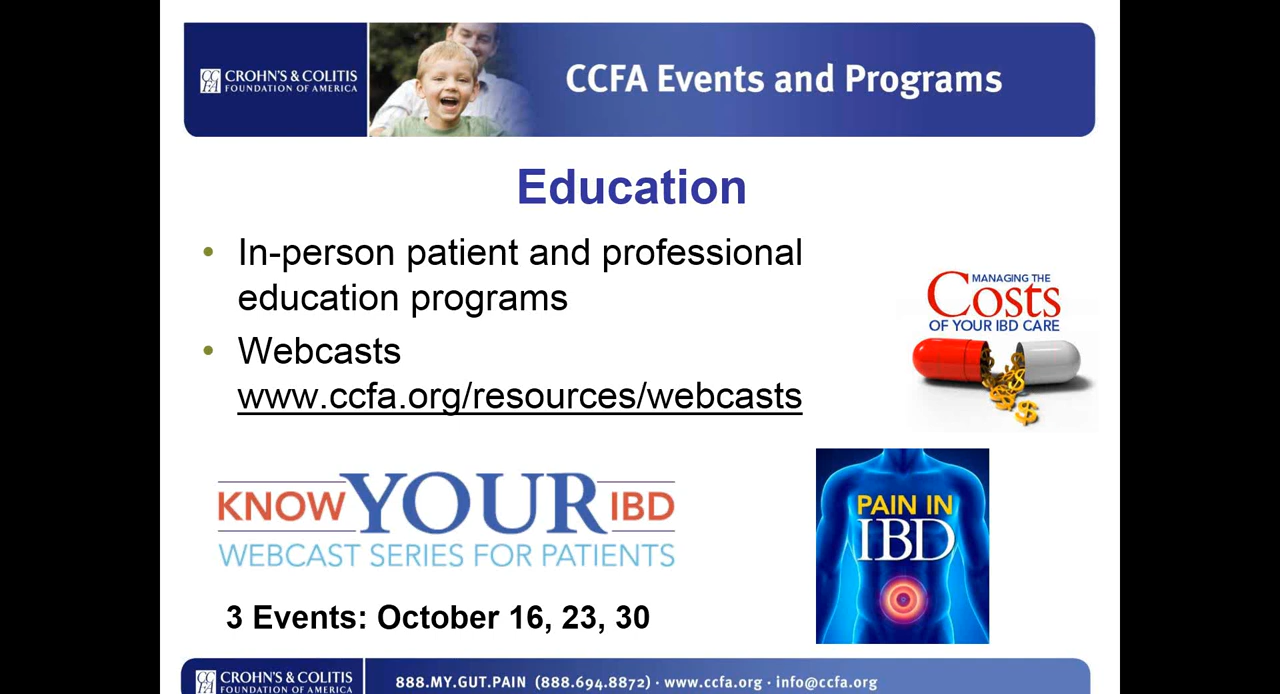 CCFA
CROHN'S & COLITIS
FOUNDATION OF AMERICA
CCFA Events and Programs
Education
• In-person patient and professional
education programs
• Webcasts
www.ccfa.org/resources/webcasts
MANAGING THE
Costs
OF YOUR IBD CARE
KNOW YOUR IBD
WEBCAST SERIES FOR PATIENTS
3 Events: October 16, 23, 30
PAIN IN
IBD
CCFA
CROHN'S & COLITIS
FOUNDATION OF AMERICA
888.MY.GUT.PAIN (888.694.8872) · www.ccfa.org · info@ccfa.org